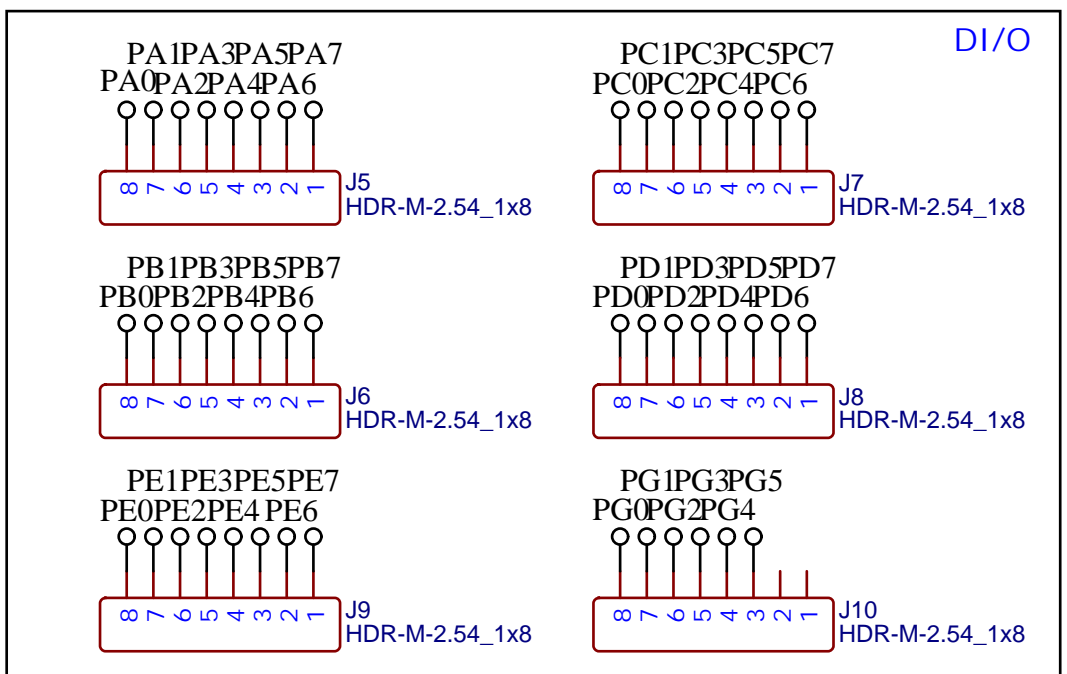 DI/O
PA1PA3PA5PA7
PA0PA2PA4PA6
8 7 6 5 4 3 2 1
J5
HDR-M-2.54_1x8
PC1PC3PC5PC7
PC0PC2PC4PC6
8 7 6 5 4 3 2 1
J7
HDR-M-2.54_1x8
PB1PB3PB5PB7
PB0PB2PB4PB6
8 7 6 5 4 3 2 1
J6
HDR-M-2.54_1x8
PD1PD3PD5PD7
PD0PD2PD4PD6
8 7 6 5 4 3 2 1
J8
HDR-M-2.54_1x8
PE1PE3PE5PE7
PE0PE2PE4 PE6
8 7 6 5 4 3 2 1
J9
HDR-M-2.54_1x8
PG1PG3PG5
PG0PG2PG4
8 7 6 5 4 3 2 1
J10
HDR-M-2.54_1x8